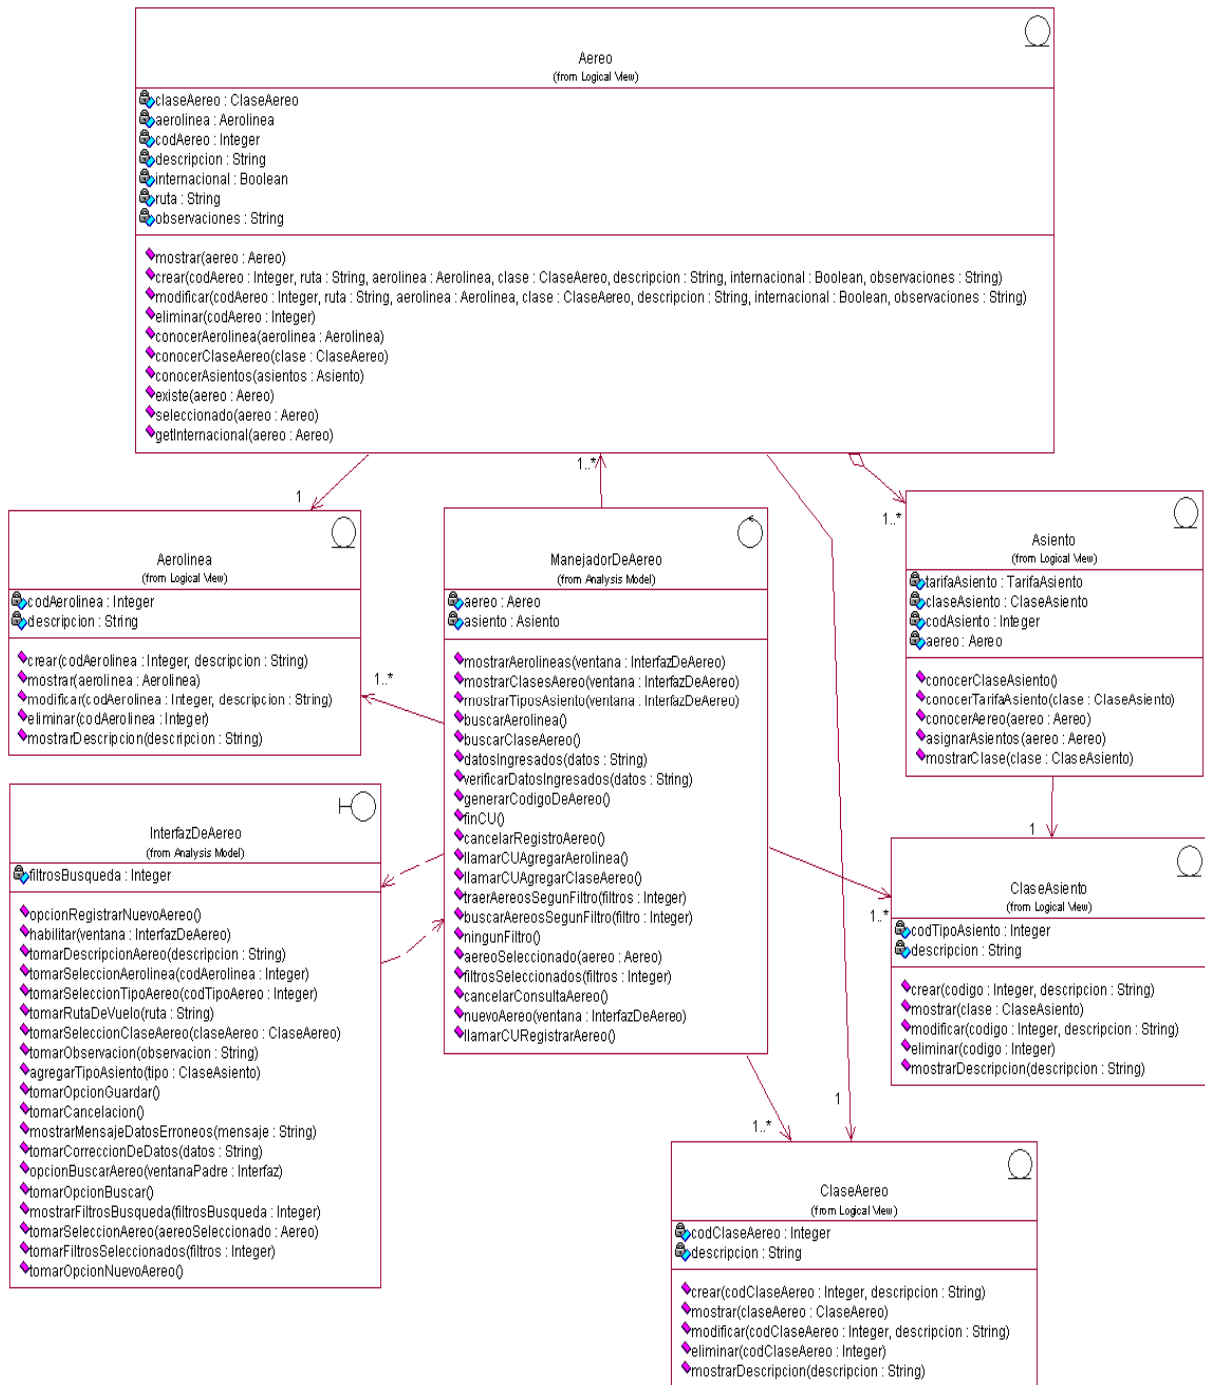 Aereo
(from Logical View)
claseAereo : ClaseAereo
aerolinea : Aerolinea
codAereo : Integer
descripcion : String
internacional : Boolean
ruta : String
observaciones : String
mostrar(aereo : Aereo)
crear(codAereo : Integer, ruta : String, aerolinea : Aerolinea, clase : ClaseAereo, descripcion : String, internacional : Boolean, observaciones : String)
modificar(codAereo : Integer, ruta : String, aerolinea : Aerolinea, clase : ClaseAereo, descripcion : String, internacional : Boolean, observaciones : String)
eliminar(codAereo : Integer)
conocerAerolinea(aerolinea : Aerolinea)
conocerClaseAereo(clase : ClaseAereo)
conocerAsientos(asientos : Asiento)
existe(aereo : Aereo)
seleccionado(aereo : Aereo)
getInternacional(aereo : Aereo)
1
1..*
1..*
Aerolinea
(from Logical View)
codAerolinea : Integer
descripcion : String
crear(codAerolinea : Integer, descripcion : String)
mostrar(aerolinea : Aerolinea)
modificar(codAerolinea : Integer, descripcion : String)
eliminar(codAerolinea : Integer)
mostrarDescripcion(descripcion : String)
1..*
ManejadorDeAereo
(from Analysis Model)
aereo : Aereo
asiento : Asiento
mostrarAerolineas(ventana : InterfazDeAereo)
mostrarClasesAereo(ventana : InterfazDeAereo)
mostrarTiposAsiento(ventana : InterfazDeAereo)
buscarAerolinea()
buscarClaseAereo()
datosIngresados(datos : String)
verificarDatosIngresados(datos : String)
generarCodigoDeAereo()
finCU()
cancelarRegistroAereo()
llamarCUAgregarAerolinea()
llamarCUAgregarClaseAereo()
traerAereosSegunFiltro(filtros : Integer)
buscarAereosSegunFiltro(filtro : Integer)
ningunFiltro()
aereoSeleccionado(aereo : Aereo)
filtrosSeleccionados(filtros : Integer)
cancelarConsultaAereo()
nuevoAereo(ventana : InterfazDeAereo)
llamarCURegistrarAereo()
Asiento
(from Logical View)
tarifaAsiento : TarifaAsiento
claseAsiento : ClaseAsiento
codAsiento : Integer
aereo : Aereo
conocerClaseAsiento()
conocerTarifaAsiento(clase : ClaseAsiento)
conocerAereo(aereo : Aereo)
asignarAsientos(aereo : Aereo)
mostrarClase(clase : ClaseAsiento)
1
InterfazDeAereo
(from Analysis Model)
filtrosBusqueda : Integer
opcionRegistrarNuevoAereo()
habilitar(ventana : InterfazDeAereo)
tomarDescripcionAereo(descripcion : String)
tomarSeleccionAerolinea(codAerolinea : Integer)
tomarSeleccionTipoAereo(codTipoAereo : Integer)
tomarRutaDeVuelo(ruta : String)
tomarSeleccionClaseAereo(claseAereo : ClaseAereo)
tomarObservacion(observacion : String)
agregarTipoAsiento(tipo : ClaseAsiento)
tomarOpcionGuardar()
tomarCancelacion()
mostrarMensajeDatosErroneos(mensaje : String)
tomarCorreccionDeDatos(datos : String)
opcionBuscarAereo(ventanaPadre : Interfaz)
tomarOpcionBuscar()
mostrarFiltrosBusqueda(filtrosBusqueda : Integer)
tomarSeleccionAereo(aereoSeleccionado : Aereo)
tomarFiltrosSeleccionados(filtros : Integer)
tomarOpcionNuevoAereo()
1..*
ClaseAsiento
(from Logical View)
codTipoAsiento : Integer
descripcion : String
crear(codigo : Integer, descripcion : String)
mostrar(clase : ClaseAsiento)
modificar(codigo : Integer, descripcion : String)
eliminar(codigo : Integer)
mostrarDescripcion(descripcion : String)
1
1..*
ClaseAereo
(from Logical View)
codClaseAereo : Integer
descripcion : String
crear(codClaseAereo : Integer, descripcion : String)
mostrar(claseAereo : ClaseAereo)
modificar(codClaseAereo : Integer, descripcion : String)
eliminar(codClaseAereo : Integer)
mostrarDescripcion(descripcion : String)